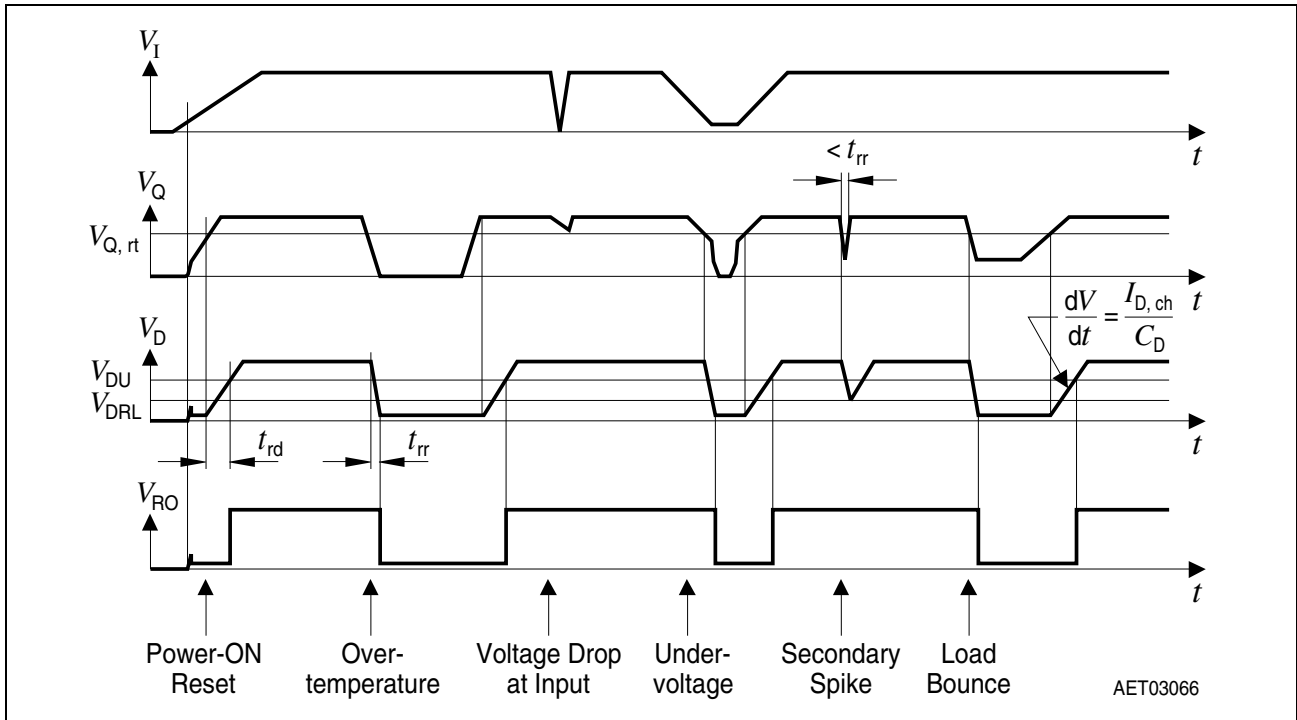 V_I
t
< t_rr
V_Q
V_Q, rt
t
dV/dt = I_D, ch/C_D
V_D
V_DU
V_DRL
t
t_rd
t_rr
V_RO
t
Power-ON
Reset
Over-
temperature
Voltage Drop
at Input
Under-
voltage
Secondary
Spike
Load
Bounce
AET03066